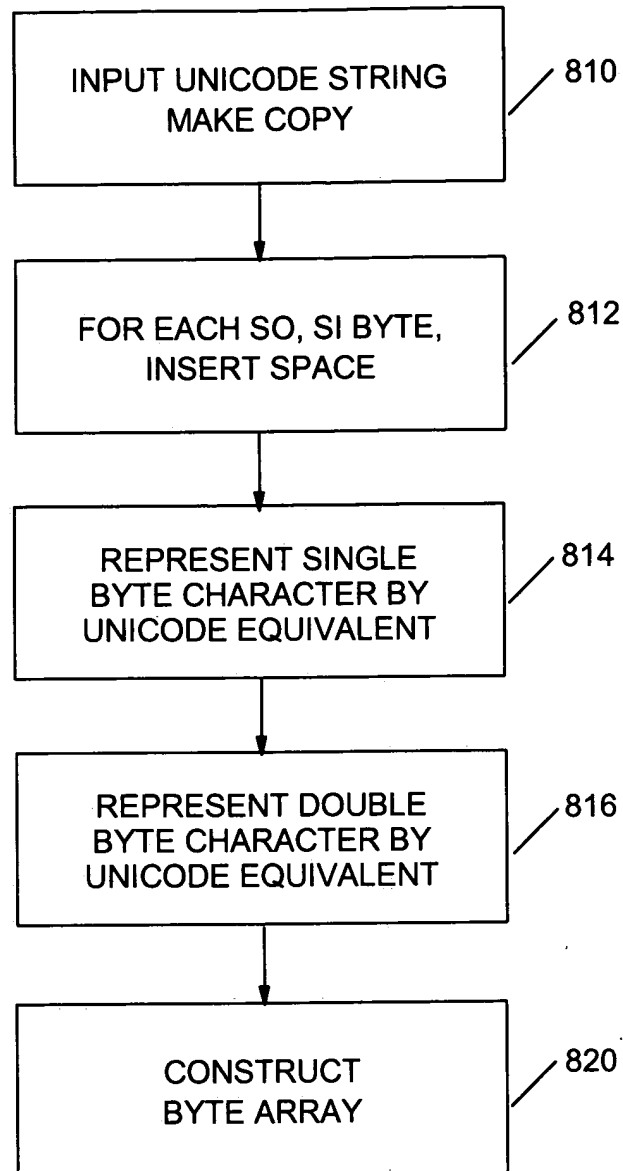 INPUT UNICODE STRING
MAKE COPY
810
FOR EACH SO, SI BYTE,
INSERT SPACE
812
REPRESENT SINGLE
BYTE CHARACTER BY
UNICODE EQUIVALENT
814
REPRESENT DOUBLE
BYTE CHARACTER BY
UNICODE EQUIVALENT
816
CONSTRUCT
BYTE ARRAY
820